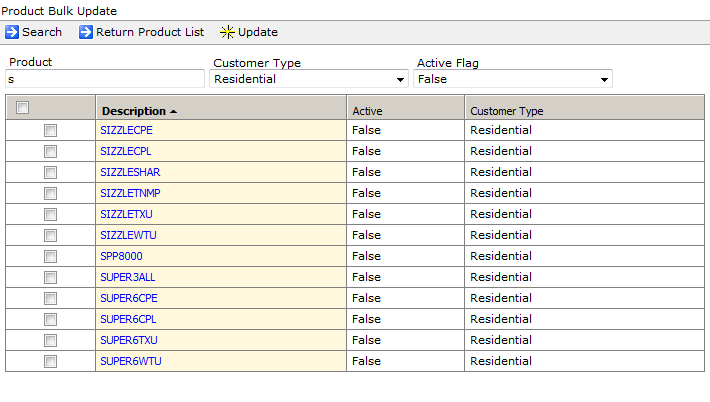 Product Bulk Update
Search Return Product List Update
Product Customer Type Active Flag
s Residential False
Description Active Customer Type
SIZZLECPE False Residential
SIZZLECPL False Residential
SIZZLESHAR False Residential
SIZZLETNMP False Residential
SIZZLETXU False Residential
SIZZLEWTU False Residential
SPP8000 False Residential
SUPER3ALL False Residential
SUPER6CPE False Residential
SUPER6CPL False Residential
SUPER6TXU False Residential
SUPER6WTU False Residential